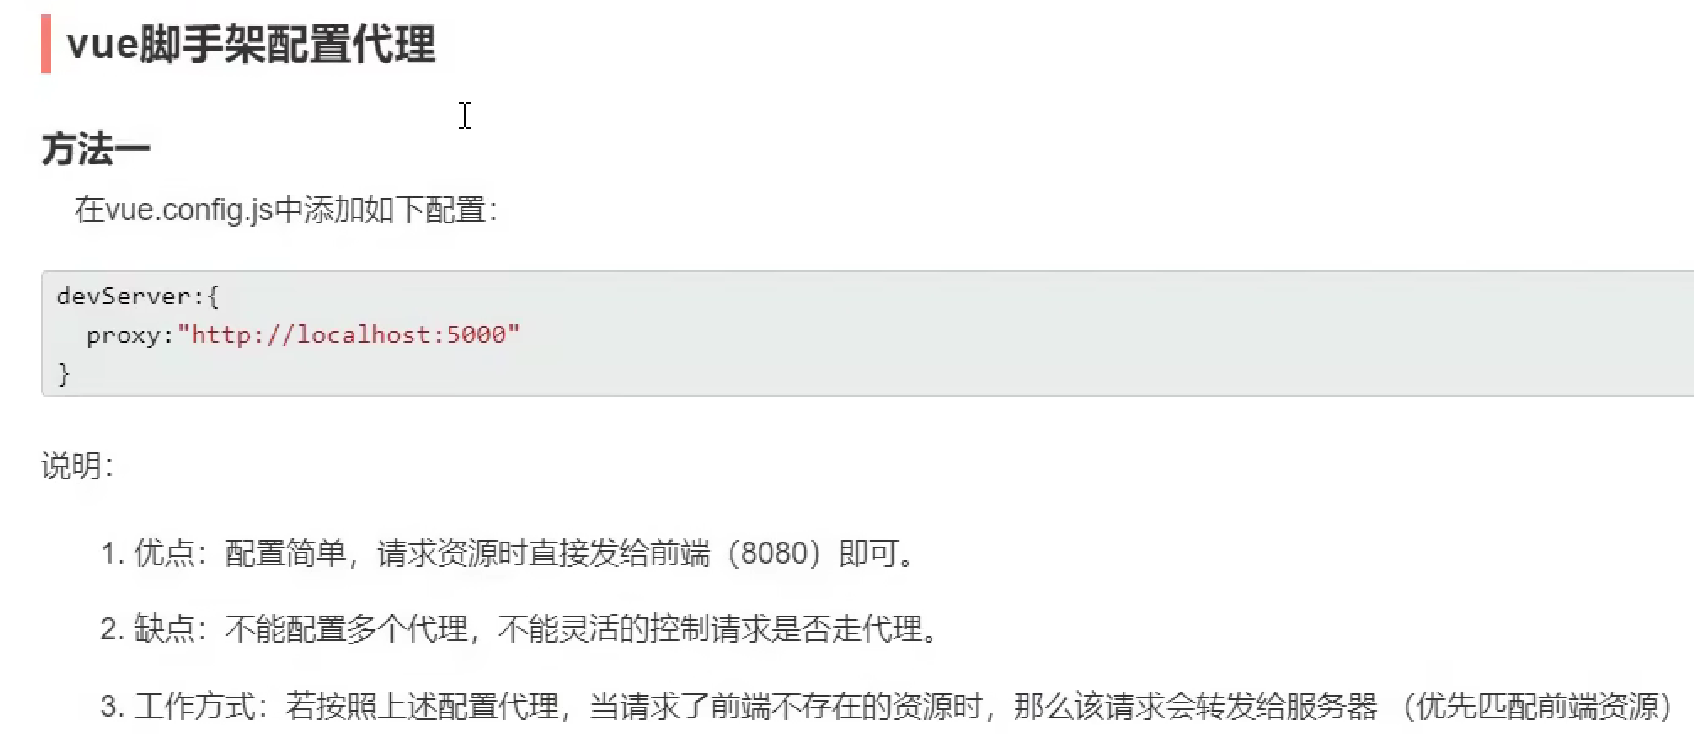 vue脚手架配置代理
方法一
在vue.config.js中添加如下配置：
devServer:{
  proxy:"http://localhost:5000"
}
说明：
1. 优点：配置简单，请求资源时直接发给前端（8080）即可。
2. 缺点：不能配置多个代理，不能灵活的控制请求是否走代理。
3. 工作方式：若按照上述配置代理，当请求了前端不存在的资源时，那么该请求会转发给服务器 （优先匹配前端资源）